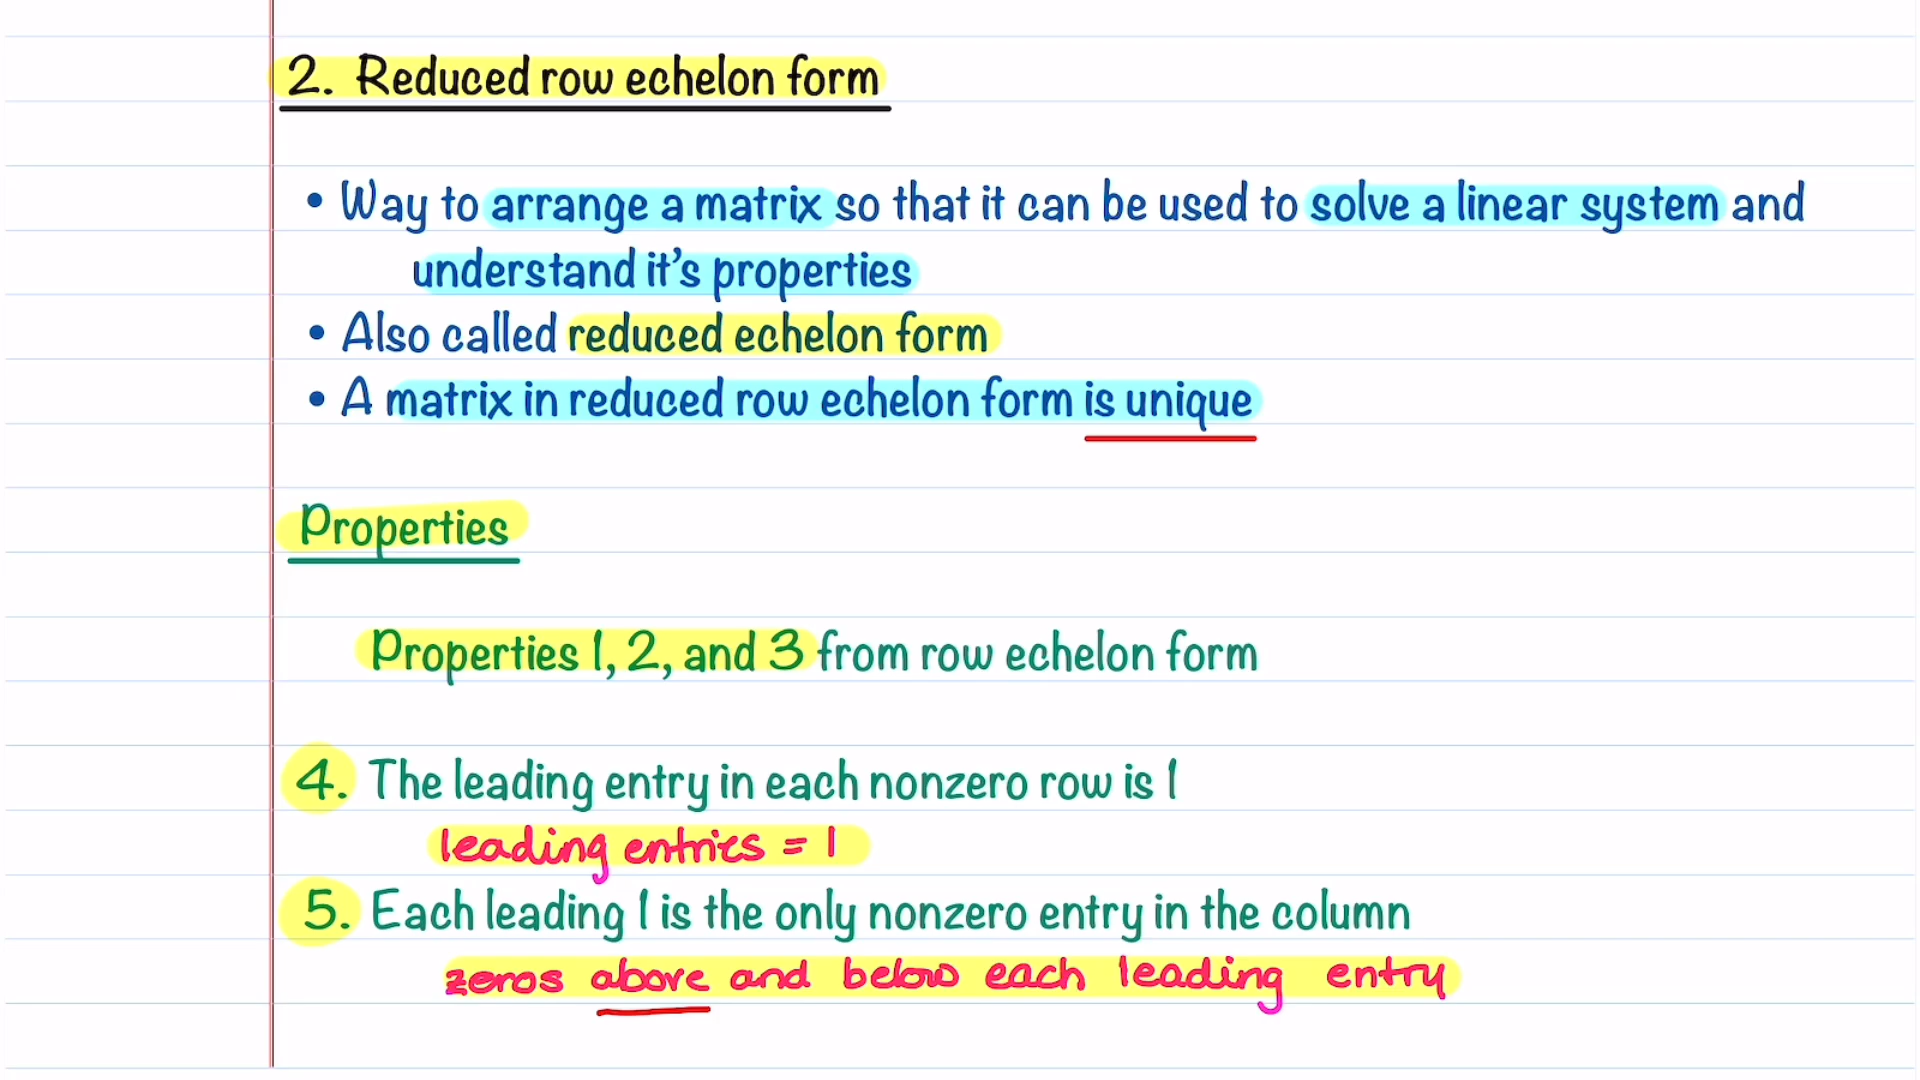 2. Reduced row echelon form
• Way to arrange a matrix so that it can be used to solve a linear system and
understand it's properties
• Also called reduced echelon form
• A matrix in reduced row echelon form is unique
Properties
Properties 1, 2, and 3 from row echelon form
4. The leading entry in each nonzero row is 1
leading entries = 1
5. Each leading 1 is the only nonzero entry in the column
zeros above and below each leading entry